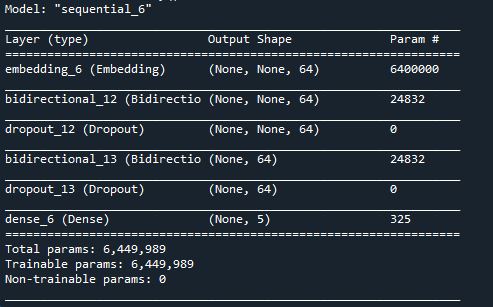 Model: "sequential_6"
Layer (type) Output Shape Param #
embedding_6 (Embedding) (None, None, 64) 6400000
bidirectional_12 (Bidirectio (None, None, 64) 24832
dropout_12 (Dropout) (None, None, 64) 0
bidirectional_13 (Bidirectio (None, 64) 24832
dropout_13 (Dropout) (None, 64) 0
dense_6 (Dense) (None, 5) 325
Total params: 6,449,989
Trainable params: 6,449,989
Non-trainable params: 0